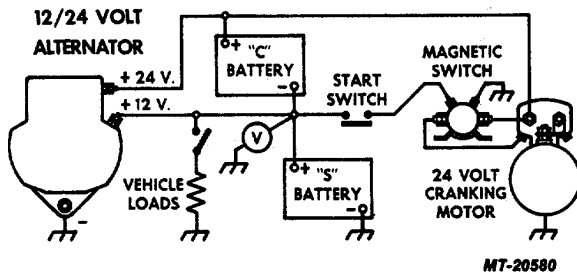 12/24 VOLT
ALTERNATOR
+ 24 V.
+ 12 V.
+ "C"
BATTERY
-
START
SWITCH
MAGNETIC
SWITCH
V
VEHICLE
LOADS
+ "S"
BATTERY
-
24 VOLT
CRANKING
MOTOR
-
MT-20580